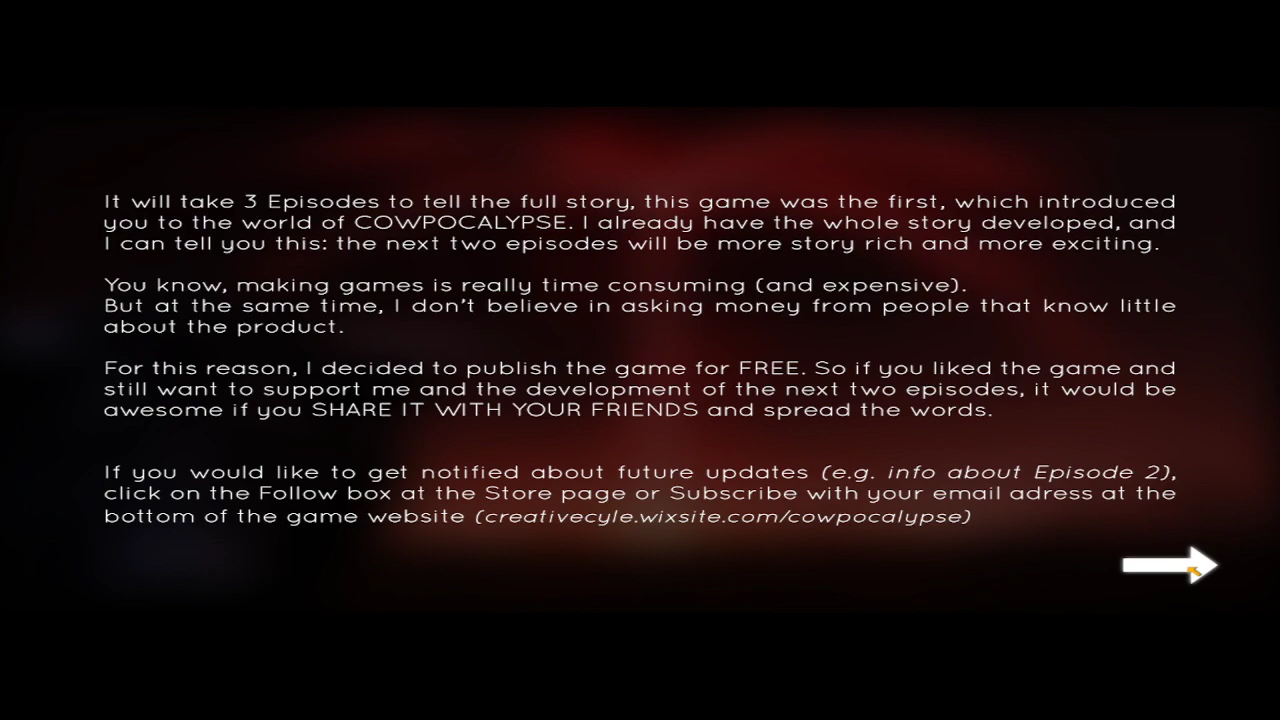 It will take 3 Episodes to tell the full story, this game was the first, which introduced
you to the world of COWPOCALYPSE. I already have the whole story developed, and
I can tell you this: the next two episodes will be more story rich and more exciting.
You know, making games is really time consuming (and expensive).
But at the same time, I don't believe in asking money from people that know little
about the product.
For this reason, I decided to publish the game for FREE. So if you liked the game and
still want to support me and the development of the next two episodes, it would be
awesome if you SHARE IT WITH YOUR FRIENDS and spread the words.
If you would like to get notified about future updates (e.g. info about Episode 2),
click on the Follow box at the Store page or Subscribe with your email adress at the
bottom of the game website (creativecyle.wixsite.com/cowpocalypse)